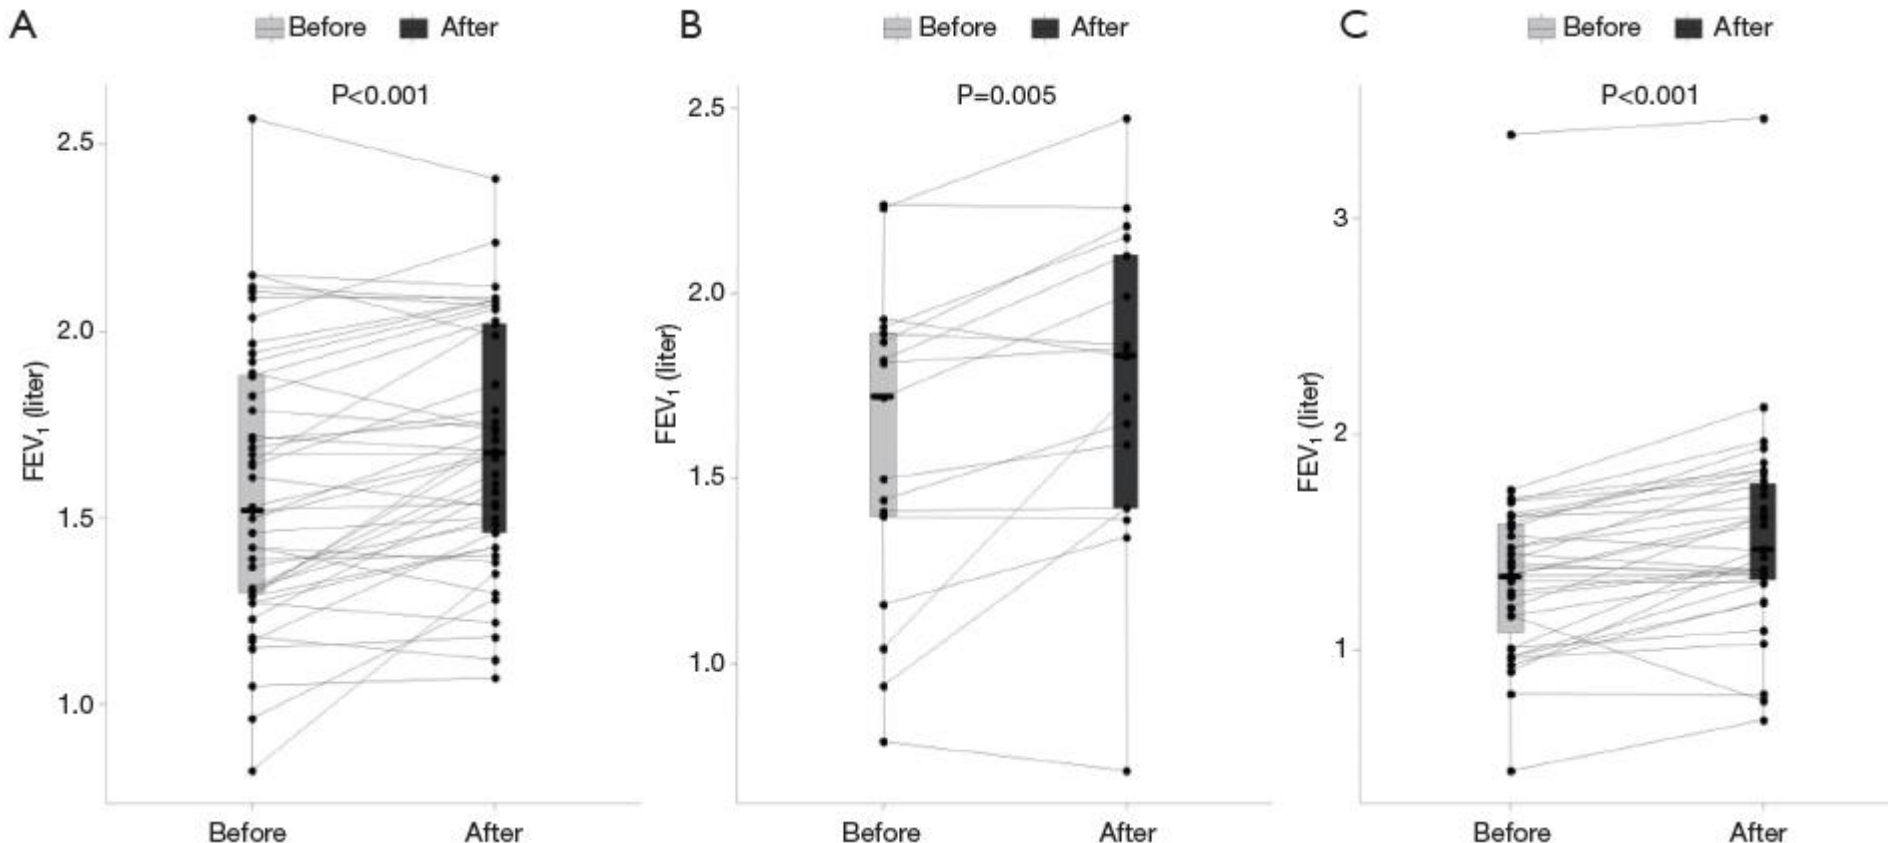 A
Before After
P<0.001
2.5
2.0
1.5
1.0
FEV₁ (liter)
Before After
B
Before After
P=0.005
2.5
2.0
1.5
1.0
FEV₁ (liter)
Before After
C
Before After
P<0.001
3
2
1
FEV₁ (liter)
Before After